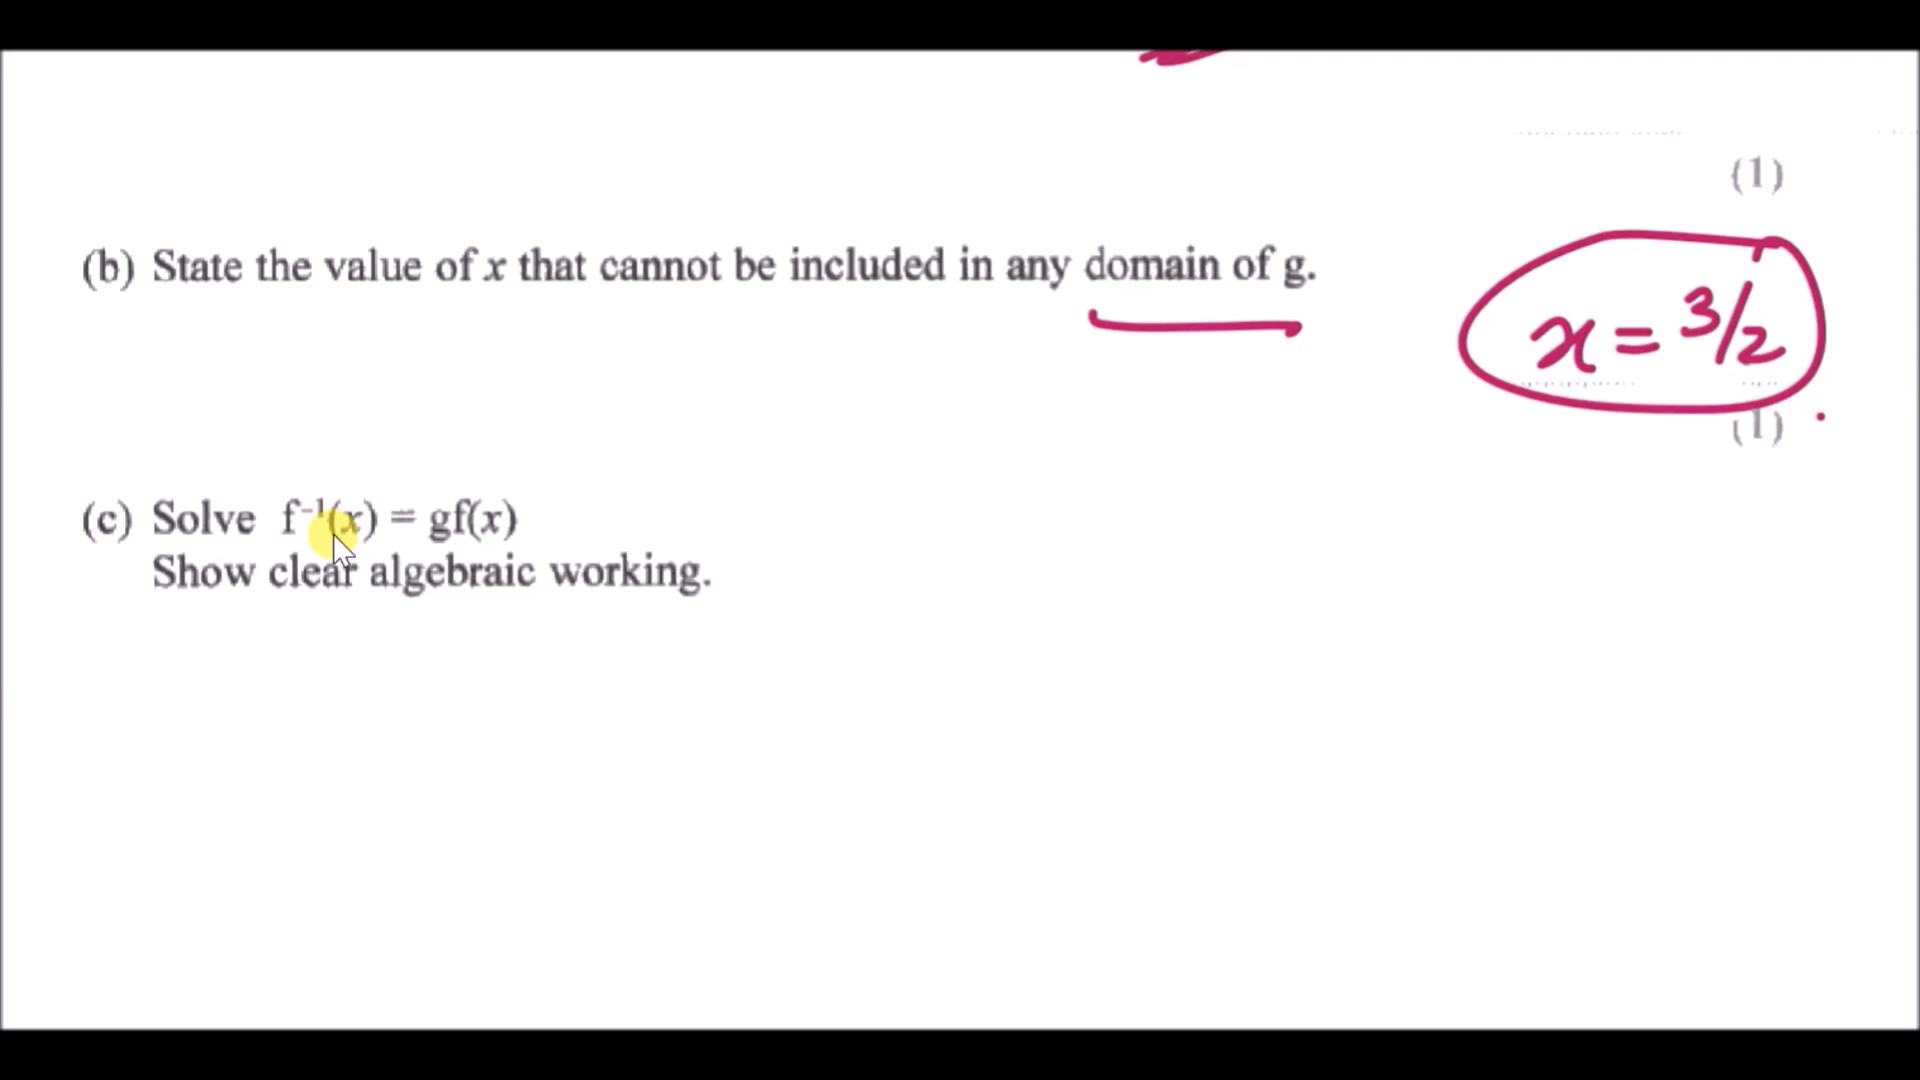 (1)
(b) State the value of x that cannot be included in any domain of g.
x = 3/2
(1)
(c) Solve f⁻¹(x) = gf(x)
Show clear algebraic working.